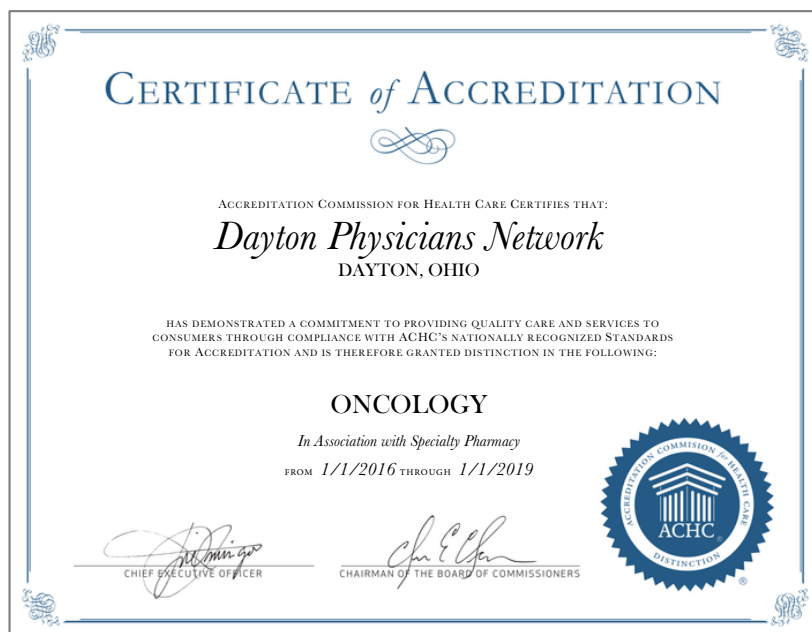 CERTIFICATE of ACCREDITATION
ACCREDITATION COMMISSION FOR HEALTH CARE CERTIFIES THAT:
Dayton Physicians Network
DAYTON, OHIO
HAS DEMONSTRATED A COMMITMENT TO PROVIDING QUALITY CARE AND SERVICES TO
CONSUMERS THROUGH COMPLIANCE WITH ACHC'S NATIONALLY RECOGNIZED STANDARDS
FOR ACCREDITATION AND IS THEREFORE GRANTED DISTINCTION IN THE FOLLOWING:
ONCOLOGY
In Association with Specialty Pharmacy
FROM 1/1/2016 THROUGH 1/1/2019
ACCREDITATION COMMISION for HEALTH CARE
ACHC®
DISTINCTION
®
CHIEF EXECUTIVE OFFICER
CHAIRMAN OF THE BOARD OF COMMISSIONERS